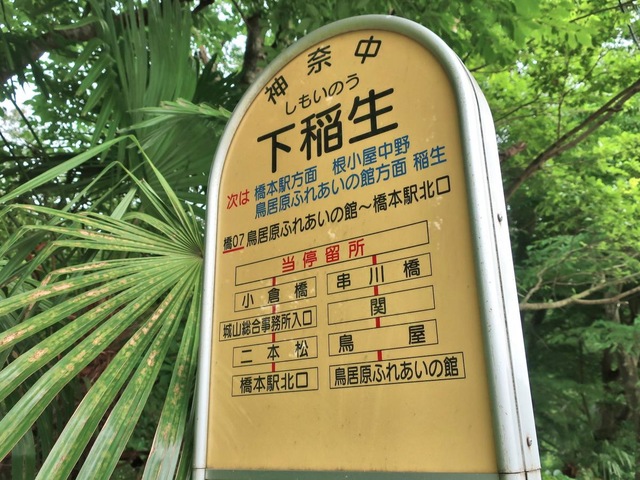 神奈中
しもいのう
下稲生
次は 橋本駅方面 根小屋中野
鳥居原ふれあいの館方面 稲生
橋07 鳥居原ふれあいの館～橋本駅北口
当停留所
小倉橋
城山総合事務所入口
二本松
橋本駅北口
串川橋
関
鳥屋
鳥居原ふれあいの館